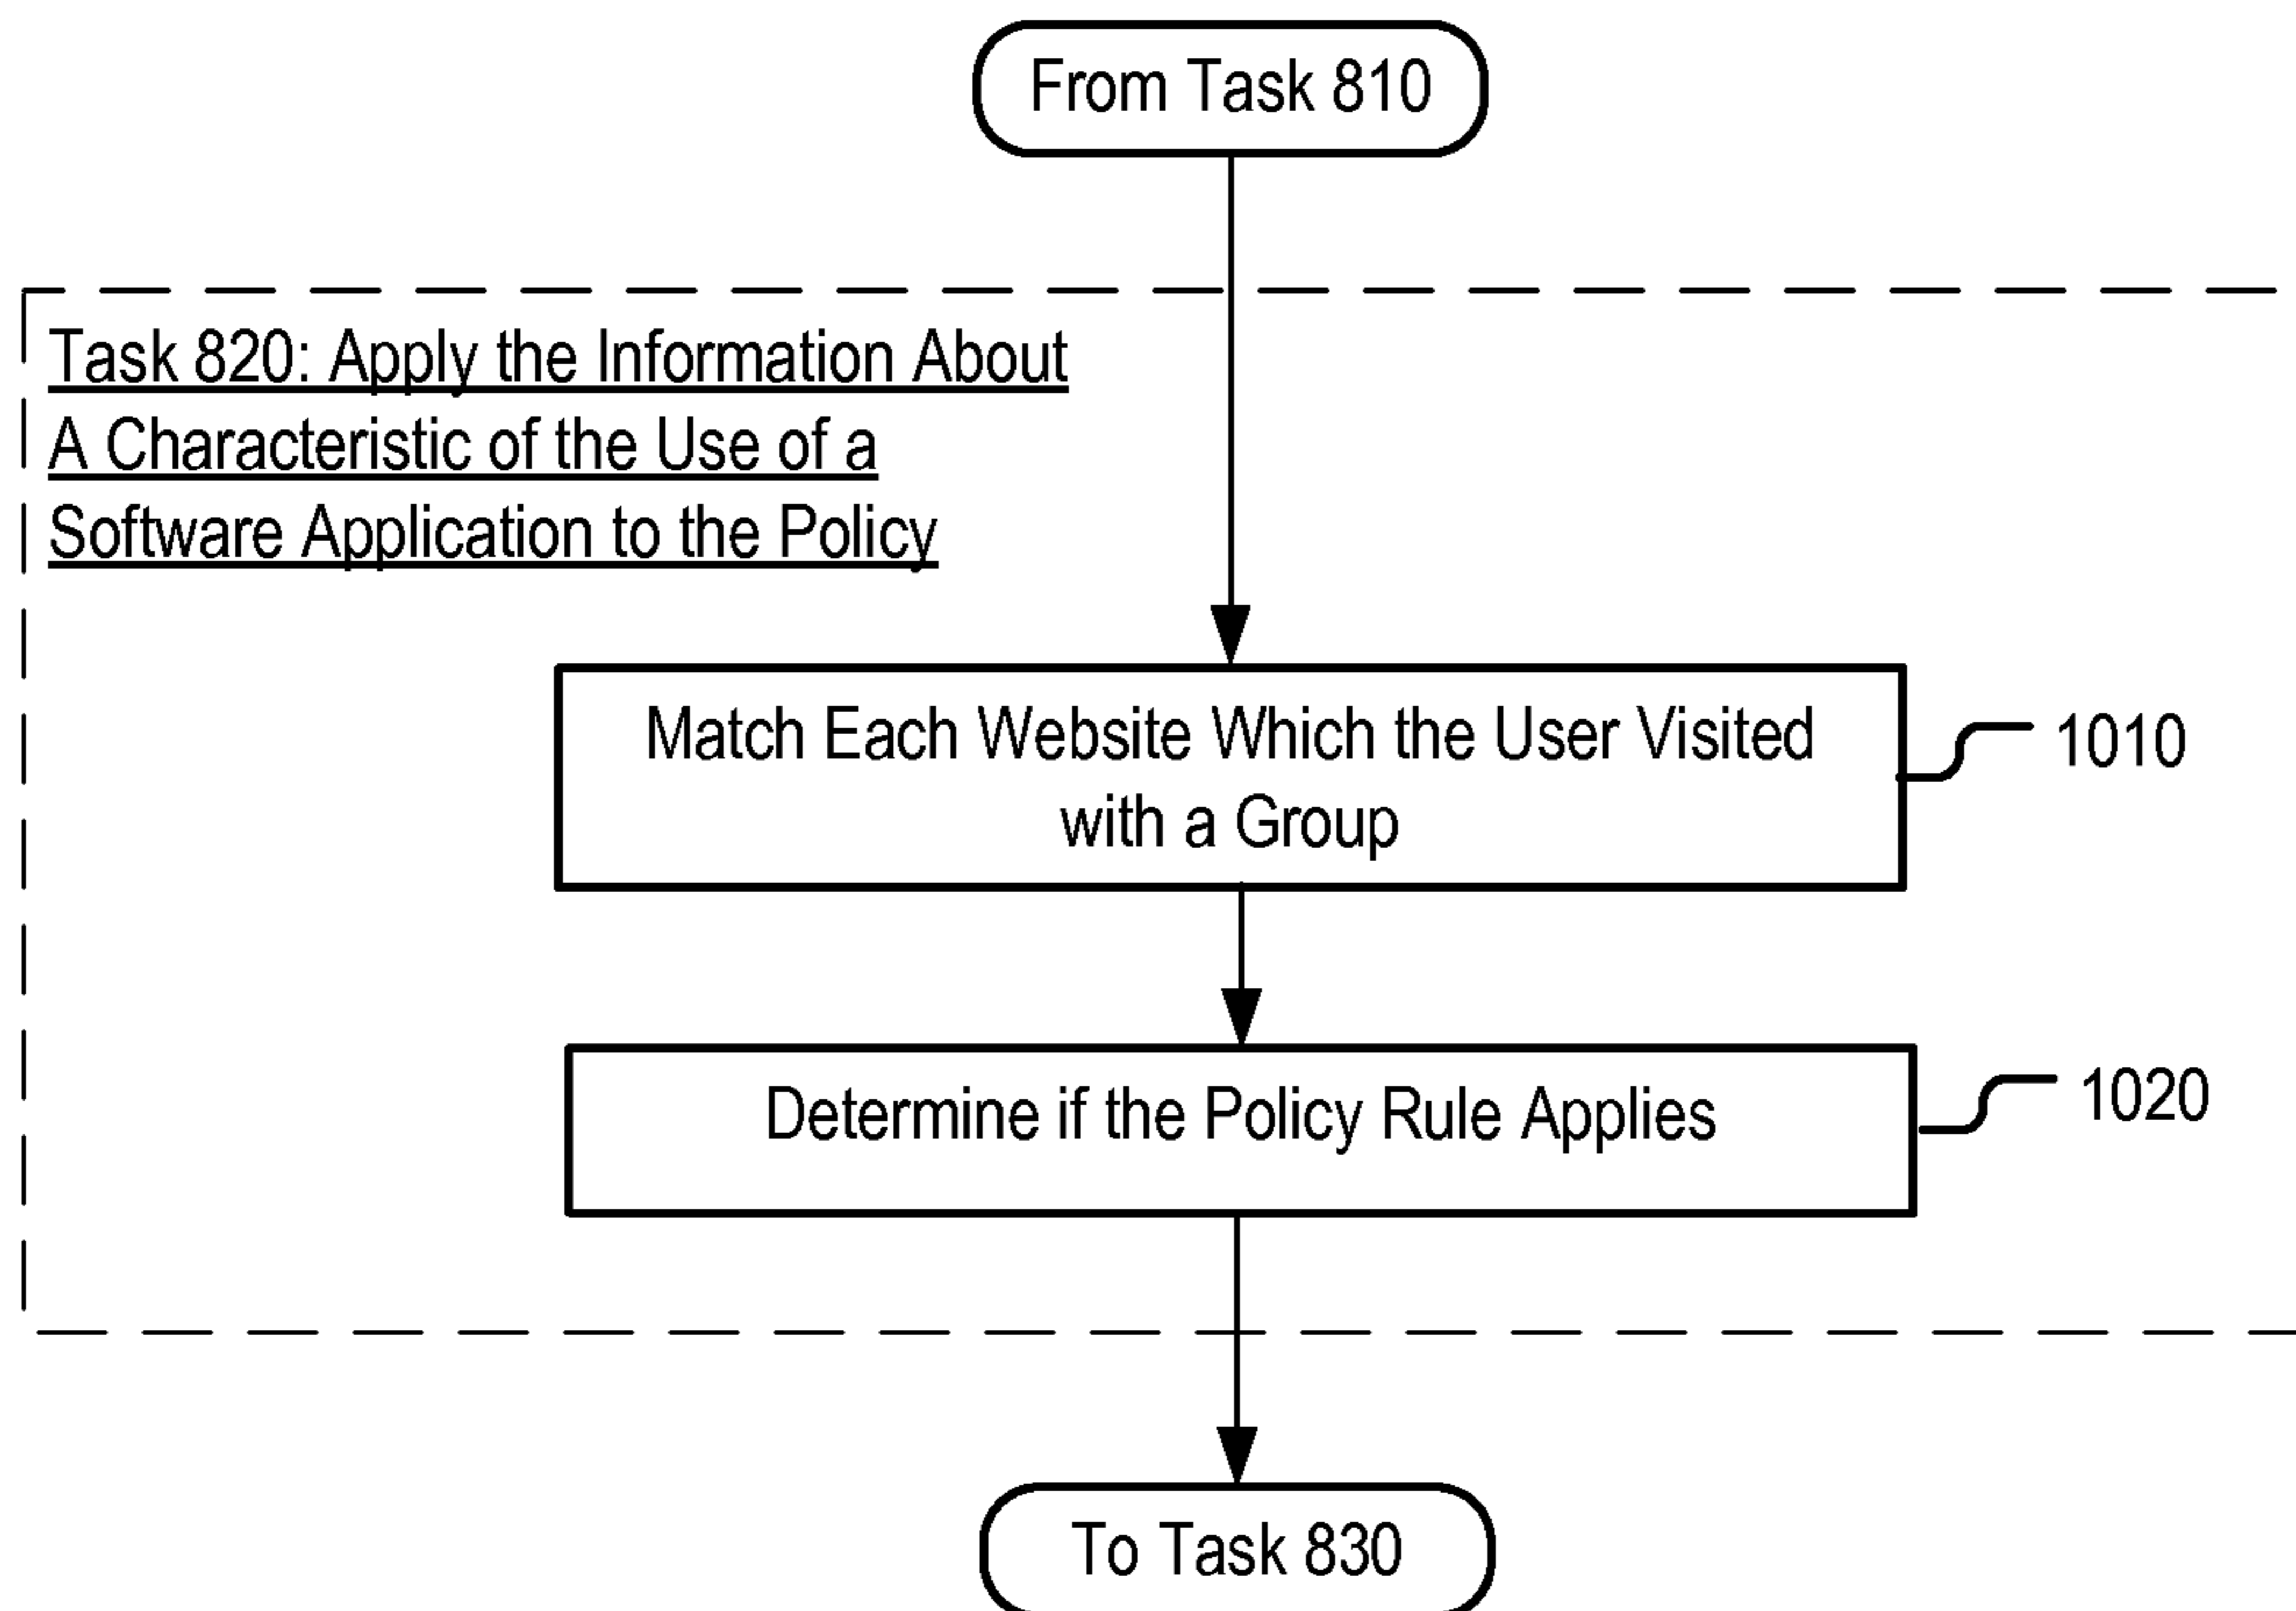 From Task 810
Task 820: Apply the Information About
A Characteristic of the Use of a
Software Application to the Policy
Match Each Website Which the User Visited
with a Group
1010
Determine if the Policy Rule Applies
1020
To Task 830